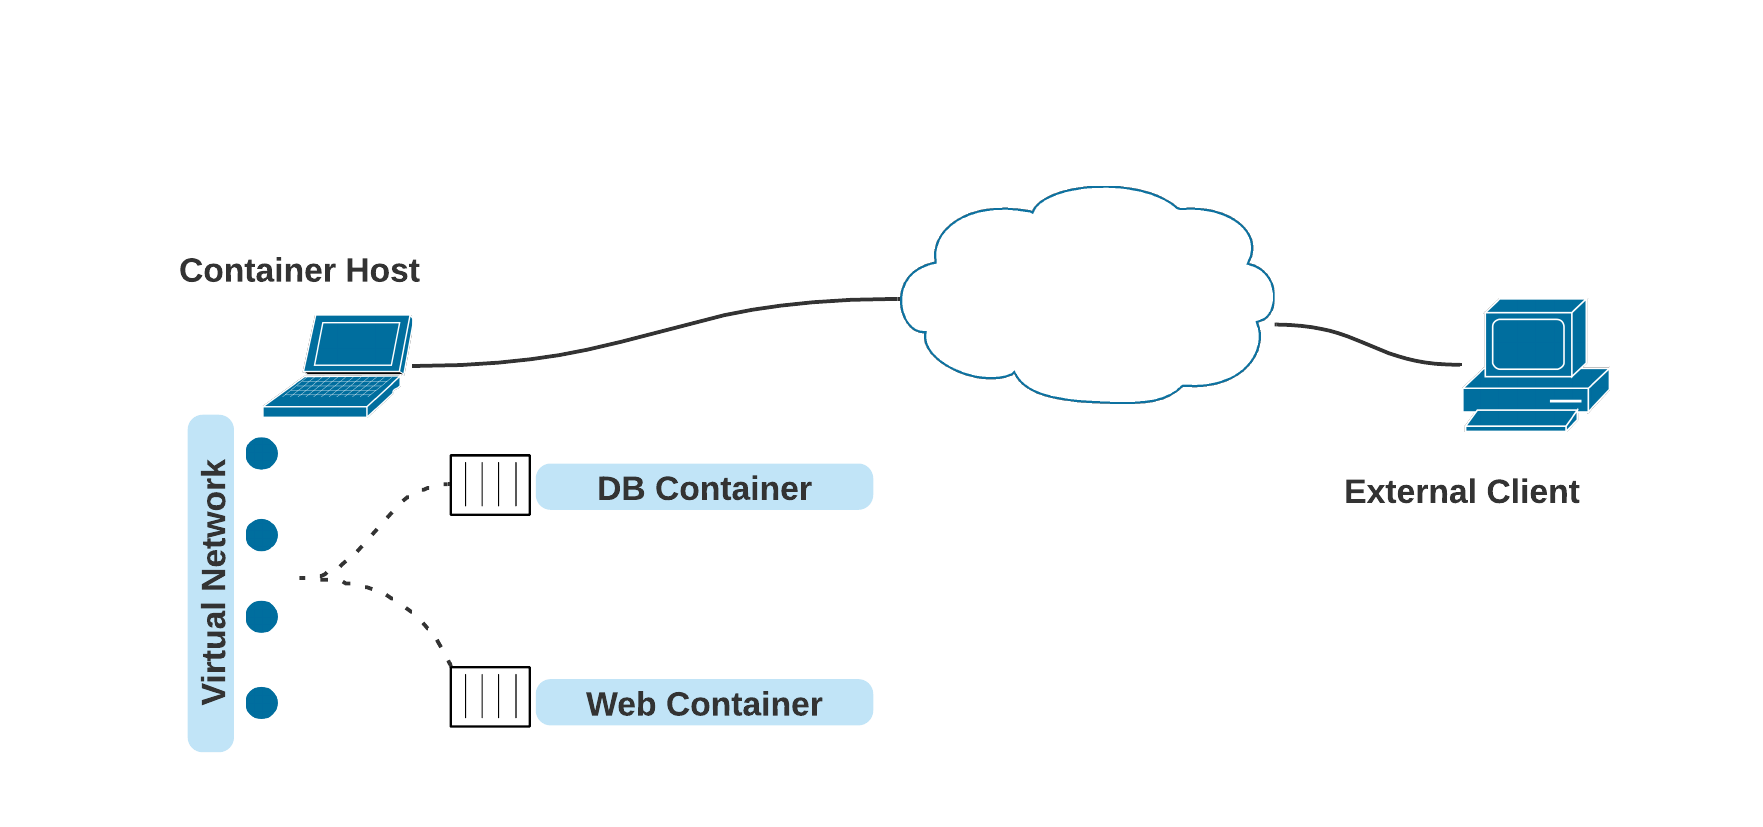 Container Host
External Client
Virtual Network
DB Container
Web Container